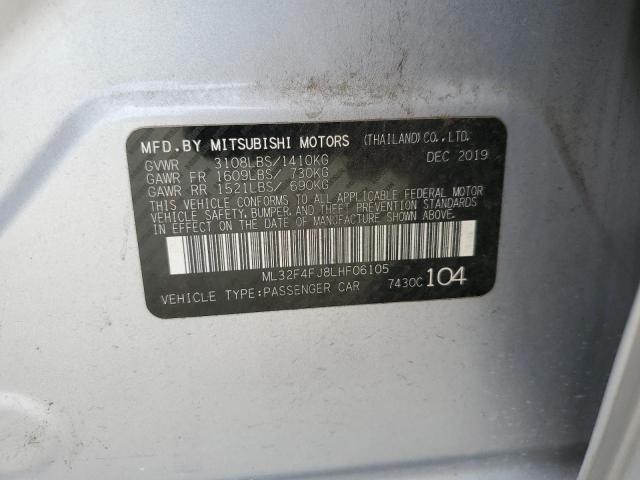 MFD.BY MITSUBISHI MOTORS (THAILAND)CO.,LTD.
GVWR 3108LBS/1410KG DEC 2019
GAWR FR 1609LBS/ 730KG
GAWR RR 1521LBS/ 690KG
THIS VEHICLE CONFORMS TO ALL APPLICABLE FEDERAL MOTOR
VEHICLE SAFETY, BUMPER, AND THEFT PREVENTION STANDARDS
IN EFFECT ON THE DATE OF MANUFACTURE SHOWN ABOVE.
ML32F4FJ8LHF06105
VEHICLE TYPE:PASSENGER CAR 7430C 104